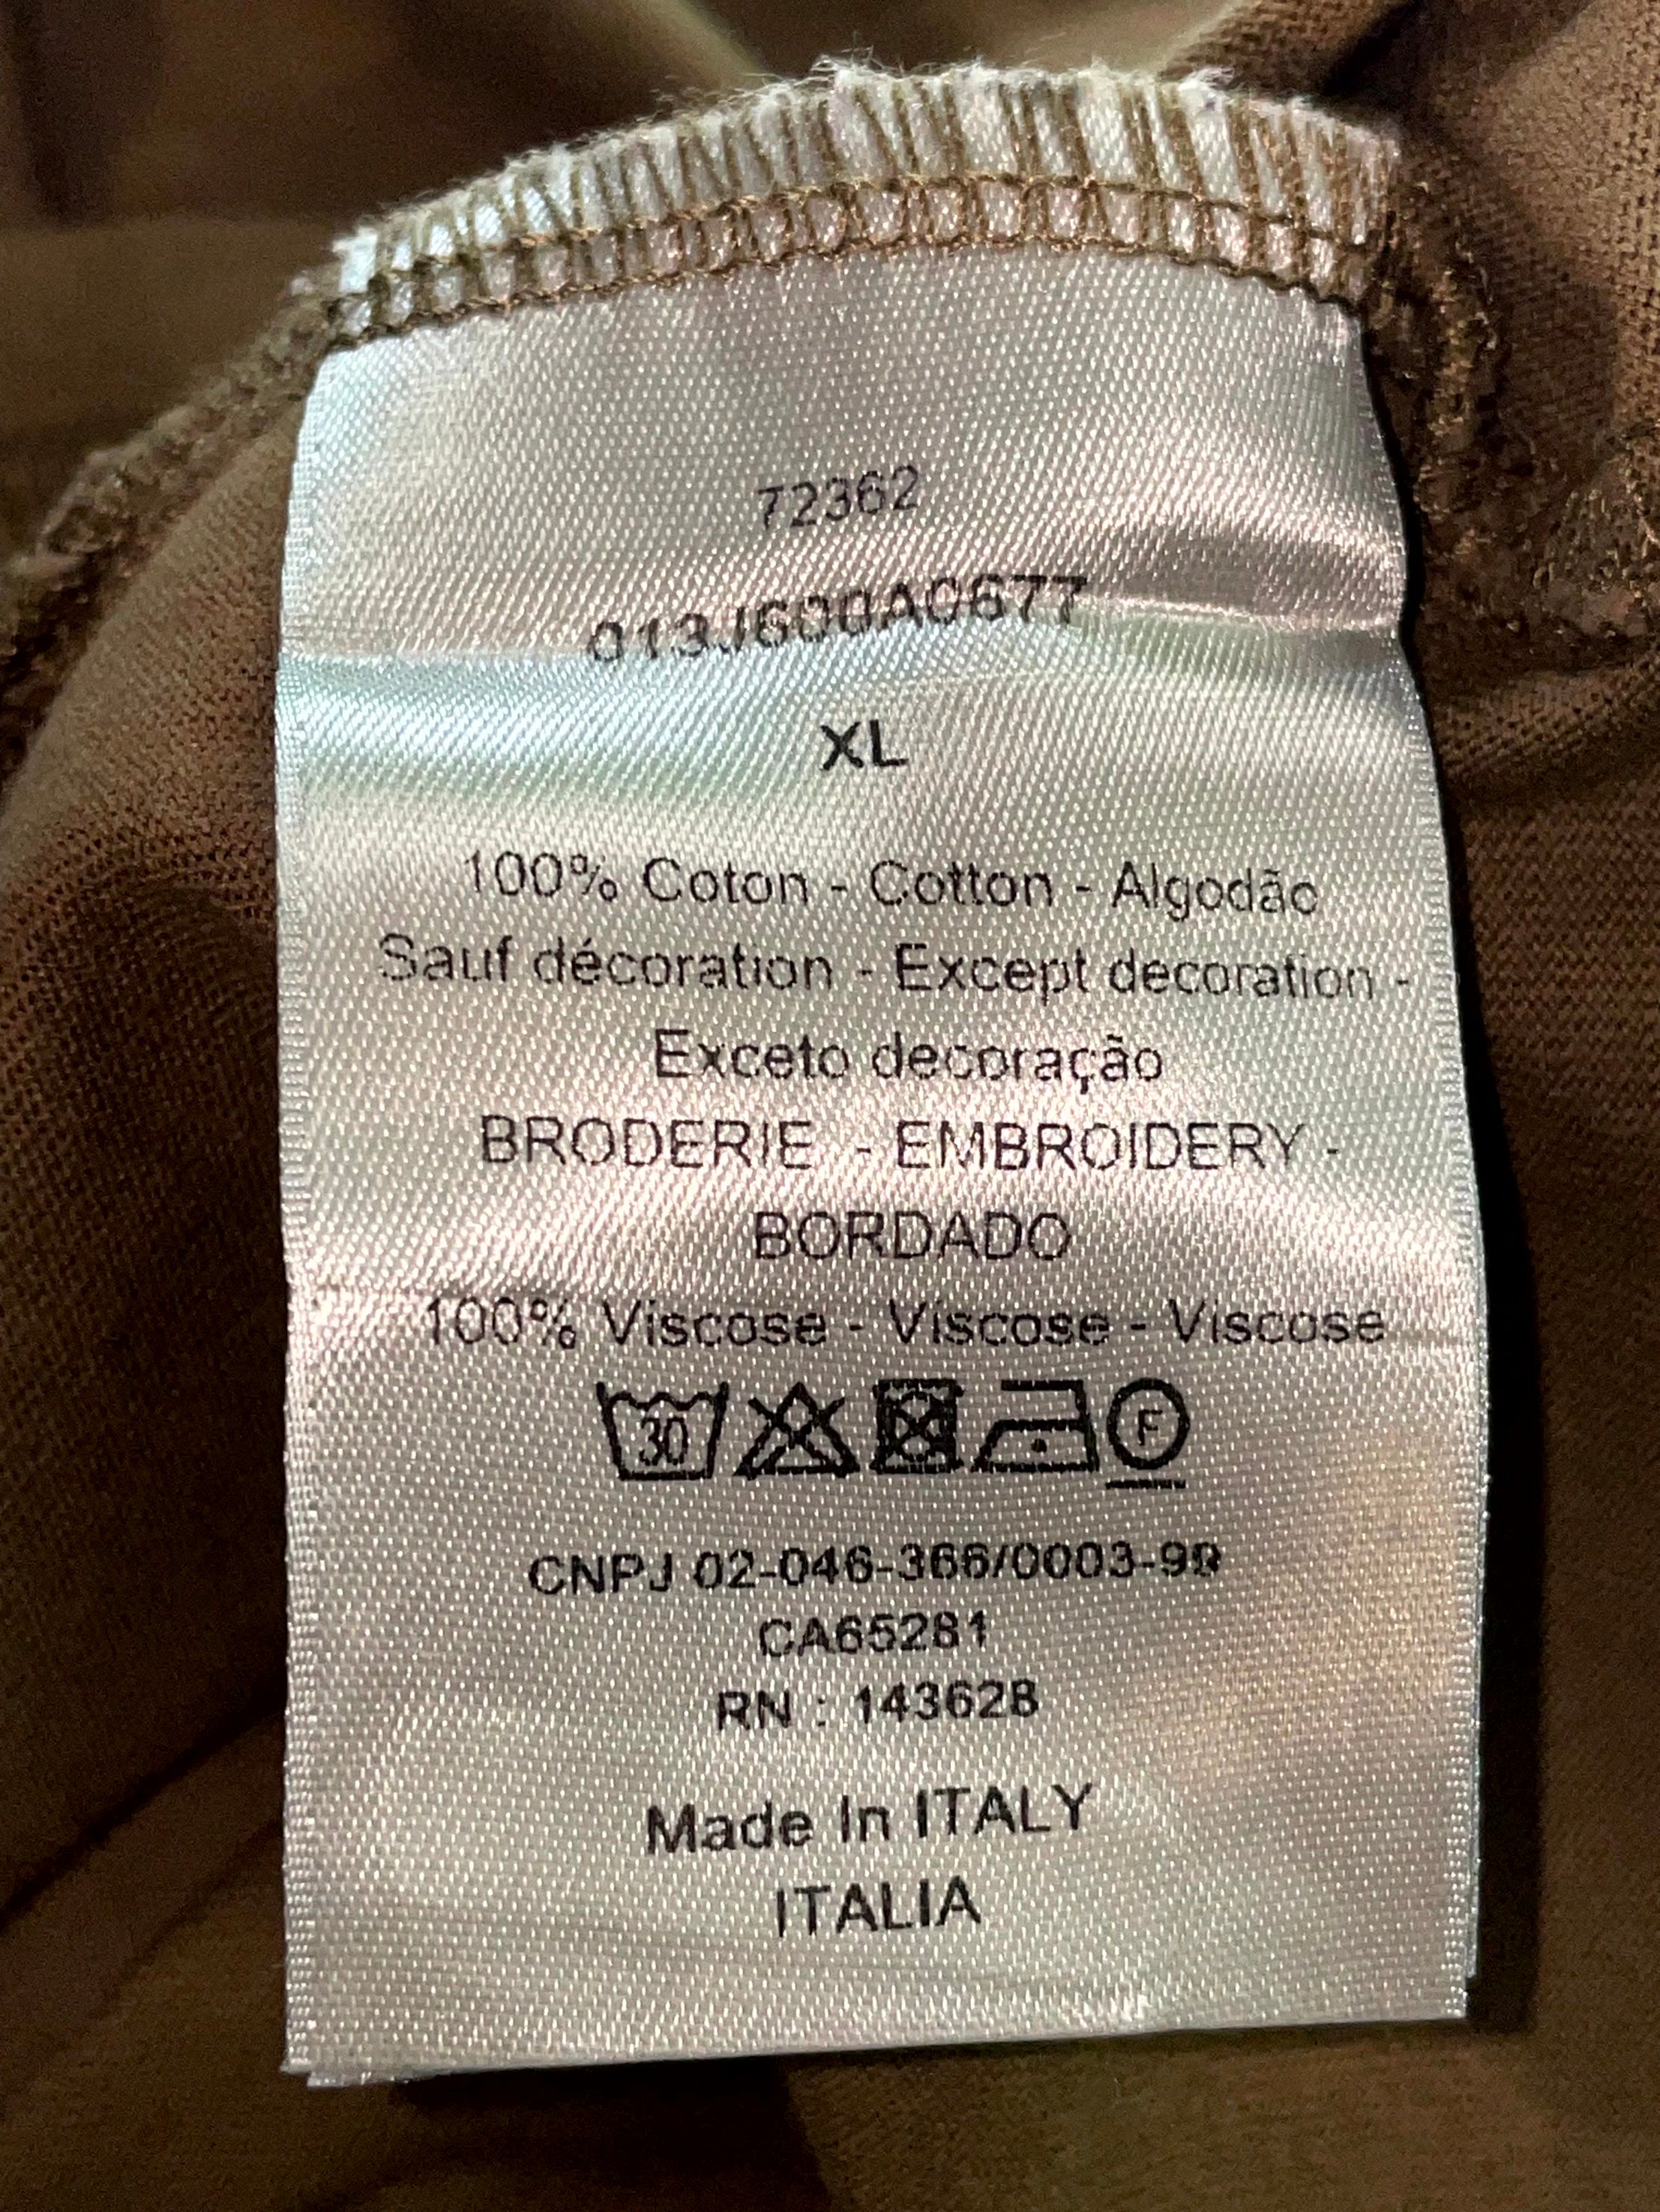 72362
013J600A0677
XL
100% Coton - Cotton - Algodão
Sauf décoration - Except decoration -
Exceto decoração
BRODERIE - EMBROIDERY -
BORDADO
100% Viscose - Viscose - Viscose
30 F
CNPJ 02-046-366/0003-99
CA65281
RN : 143628
Made In ITALY
ITALIA